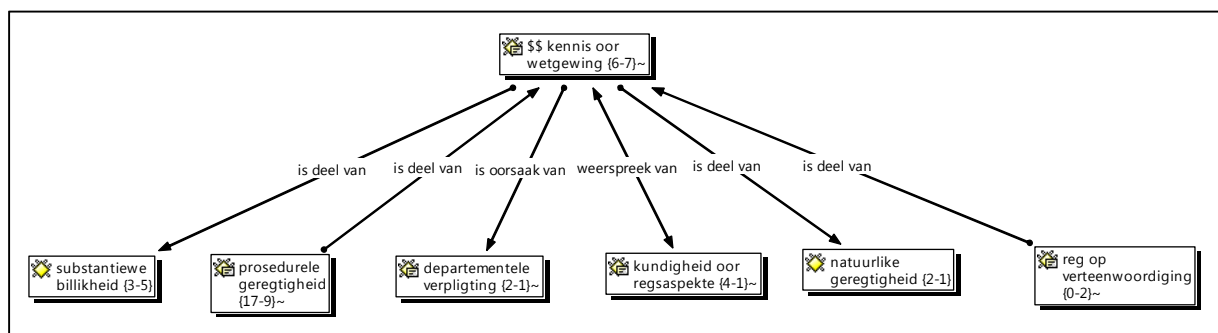 $$ kennis oor
wetgewing {6-7}~
is deel van
is deel van
is oorsaak van
weerspreek van
is deel van
is deel van
substantiewe
billikheid {3-5}
prosedurele
geregtigheid
{17-9}~
departementele
verpligting {2-1}~
kundigheid oor
regsaspekte {4-1}~
natuurlike
geregtigheid {2-1}
reg op
verteenwoordiging
{0-2}~